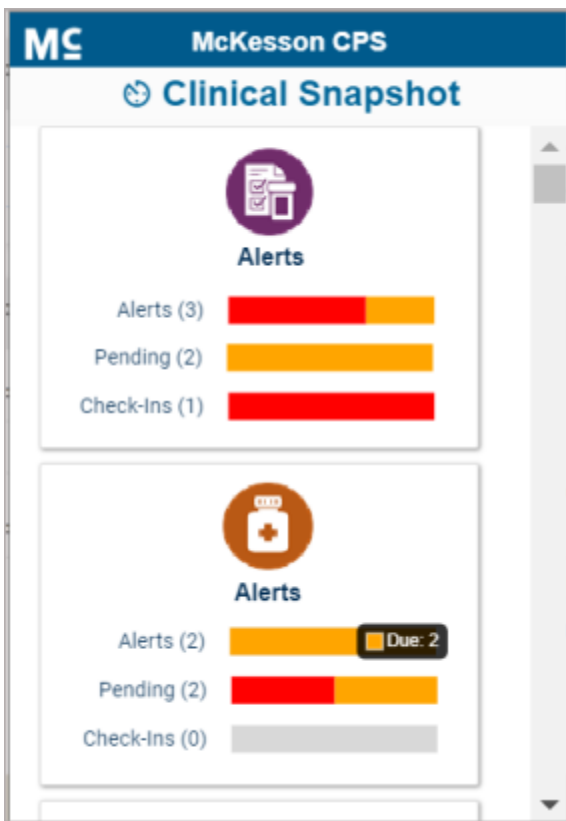 MC McKesson CPS
Clinical Snapshot
Alerts
Alerts (3)
Pending (2)
Check-Ins (1)
Alerts
Alerts (2) Due: 2
Pending (2)
Check-Ins (0)